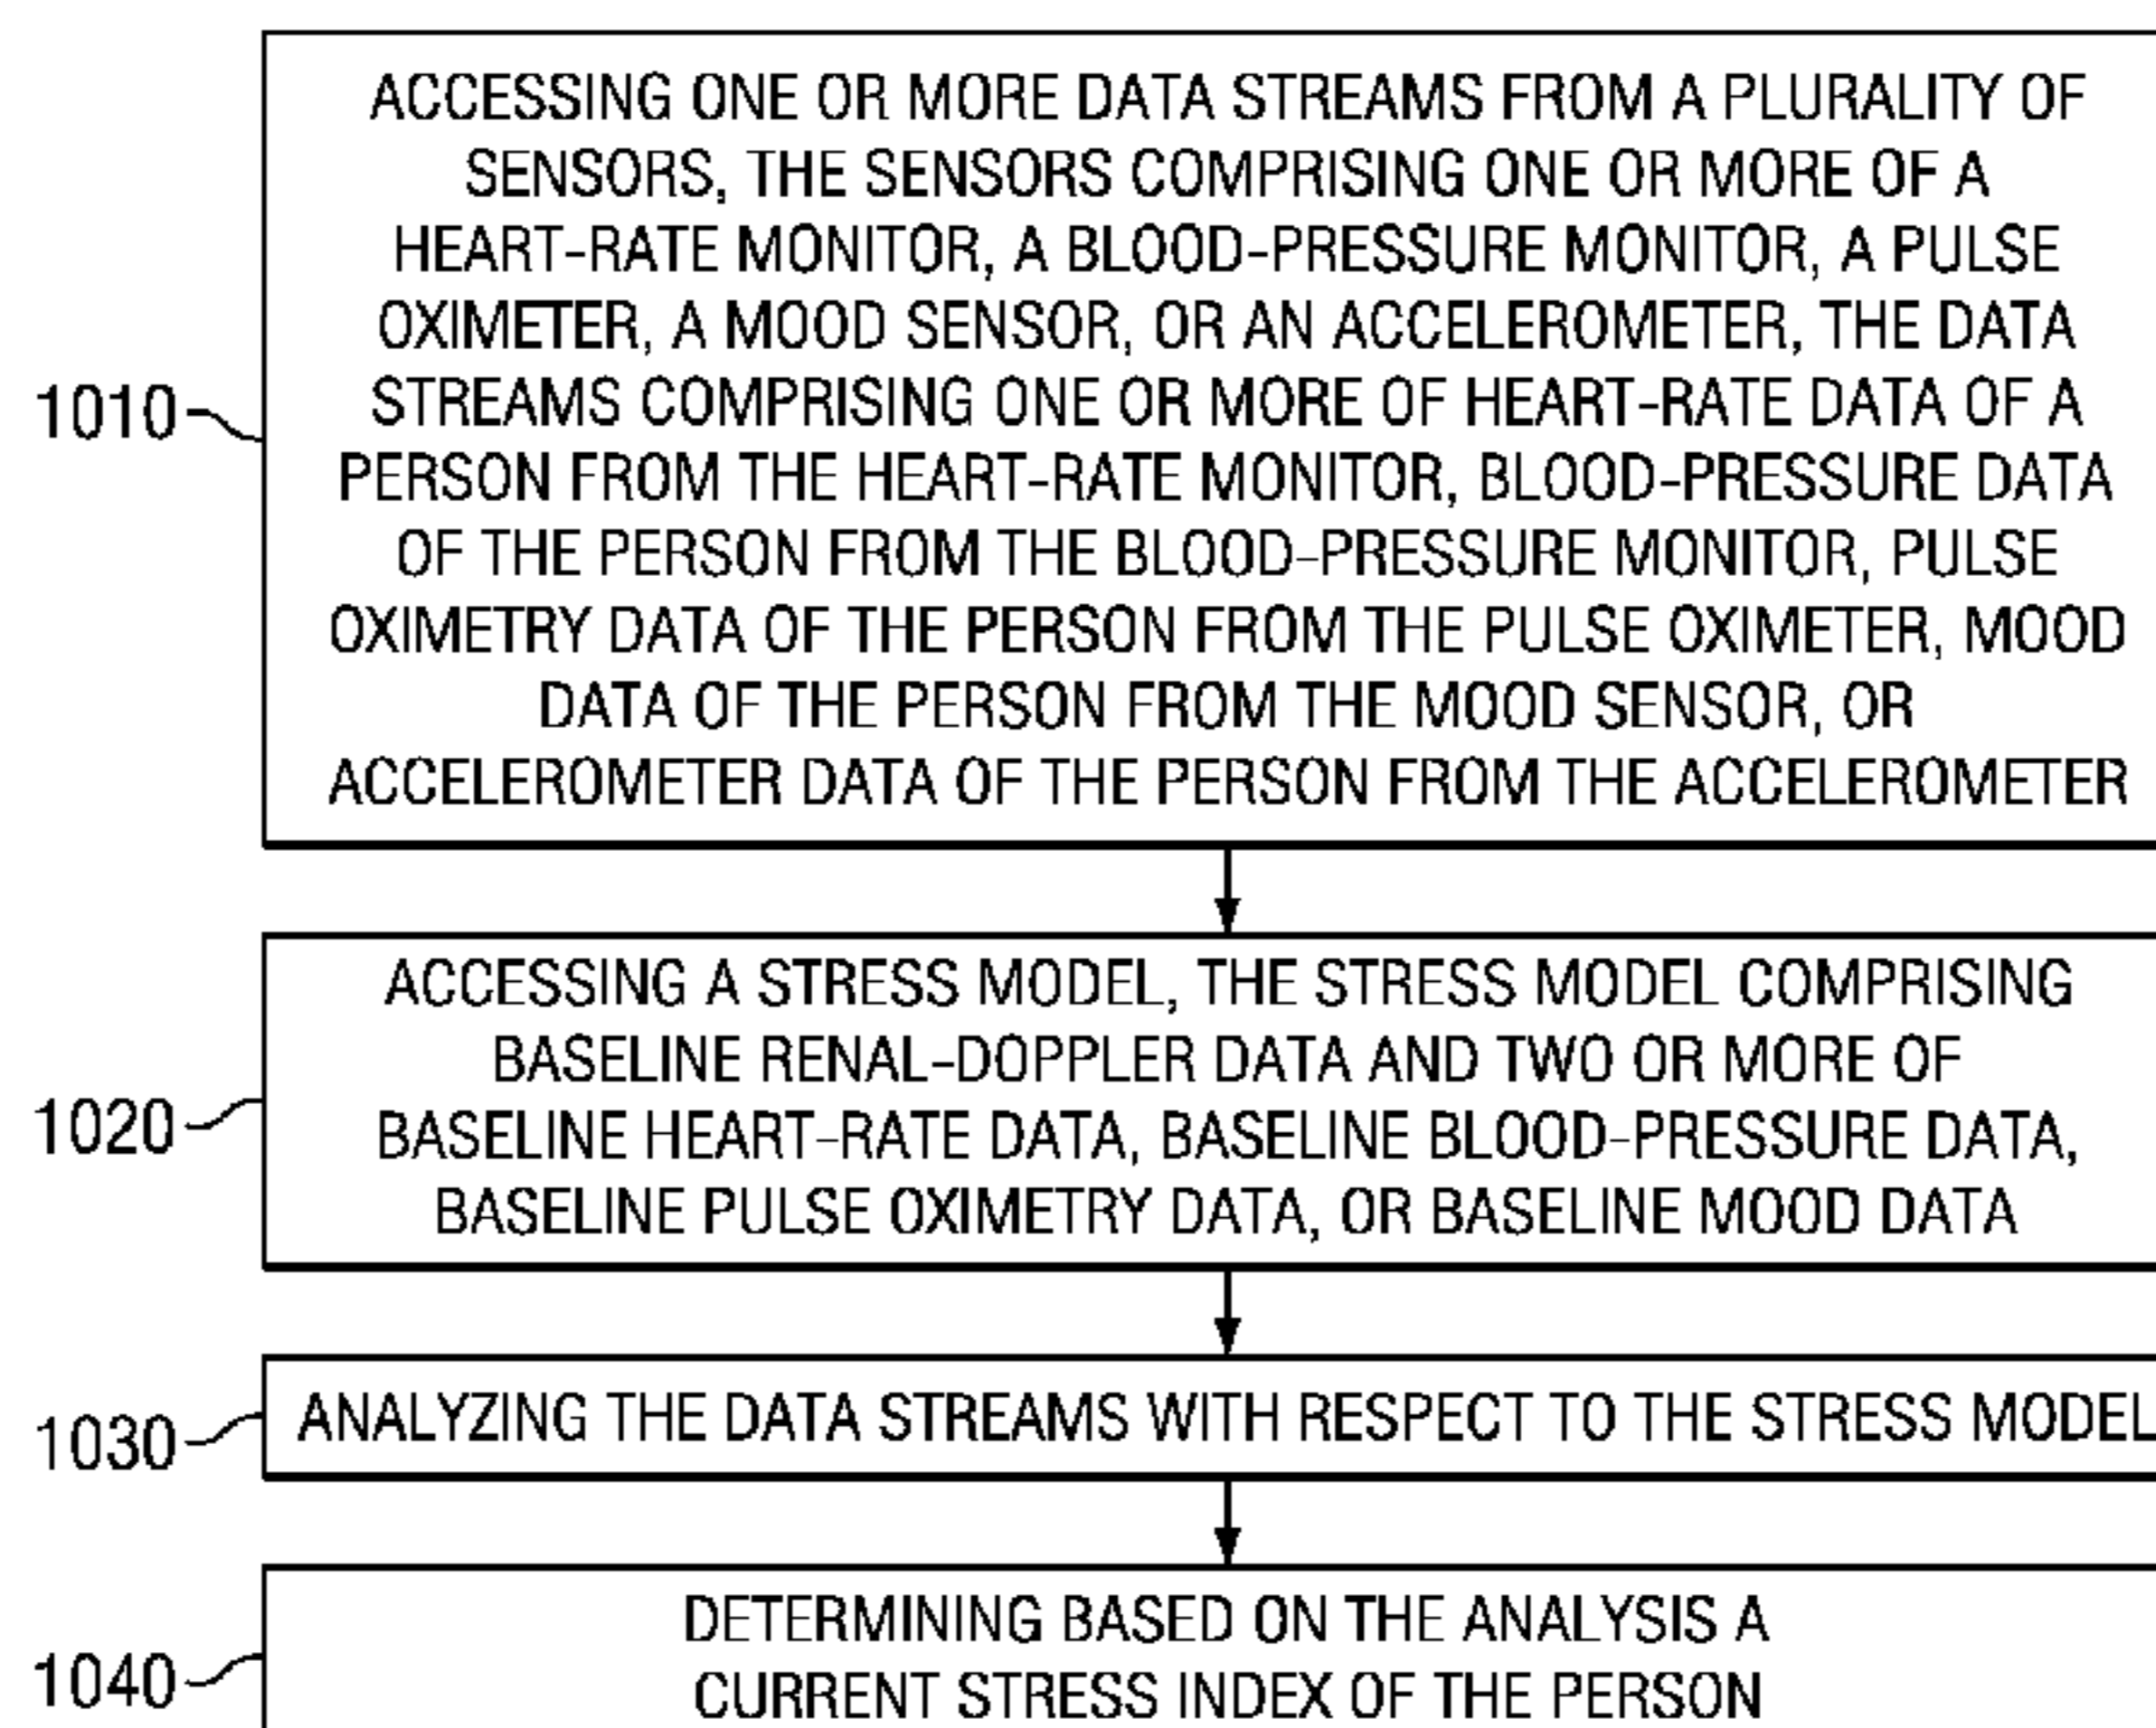 ACCESSING ONE OR MORE DATA STREAMS FROM A PLURALITY OF
SENSORS, THE SENSORS COMPRISING ONE OR MORE OF A
HEART-RATE MONITOR, A BLOOD-PRESSURE MONITOR, A PULSE
OXIMETER, A MOOD SENSOR, OR AN ACCELEROMETER, THE DATA
1010
STREAMS COMPRISING ONE OR MORE OF HEART-RATE DATA OF A
PERSON FROM THE HEART-RATE MONITOR, BLOOD-PRESSURE DATA
OF THE PERSON FROM THE BLOOD-PRESSURE MONITOR, PULSE
OXIMETRY DATA OF THE PERSON FROM THE PULSE OXIMETER, MOOD
DATA OF THE PERSON FROM THE MOOD SENSOR, OR
ACCELEROMETER DATA OF THE PERSON FROM THE ACCELEROMETER
ACCESSING A STRESS MODEL, THE STRESS MODEL COMPRISING
BASELINE RENAL-DOPPLER DATA AND TWO OR MORE OF
1020
BASELINE HEART-RATE DATA, BASELINE BLOOD-PRESSURE DATA,
BASELINE PULSE OXIMETRY DATA, OR BASELINE MOOD DATA
1030
ANALYZING THE DATA STREAMS WITH RESPECT TO THE STRESS MODEL
DETERMINING BASED ON THE ANALYSIS A
1040
CURRENT STRESS INDEX OF THE PERSON